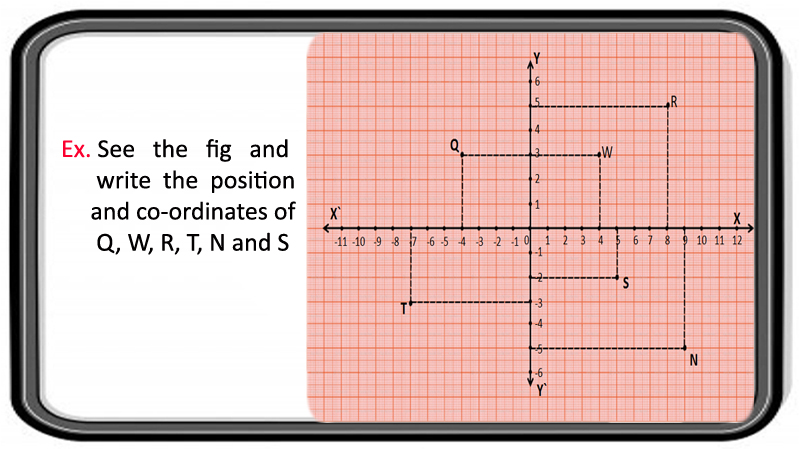 Ex. See the fig and
write the position
and co-ordinates of
Q, W, R, T, N and S
Y
6
5
R
4
Q
3
W
2
1
X`
X
-11 -10 -9 -8 -7 -6 -5 -4 -3 -2 -1 0 1 2 3 4 5 6 7 8 9 10 11 12
-1
-2
S
T
-3
-4
-5
N
-6
Y`